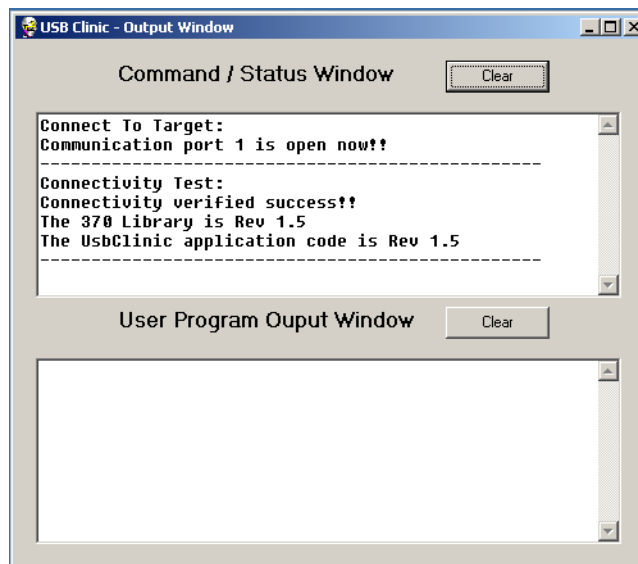 USB Clinic - Output Window
Command / Status Window
Clear
Connect To Target:
Communication port 1 is open now!!
--------------------------------------------------
Connectivity Test:
Connectivity verified success!!
The 370 Library is Rev 1.5
The UsbClinic application code is Rev 1.5
--------------------------------------------------
User Program Ouput Window
Clear